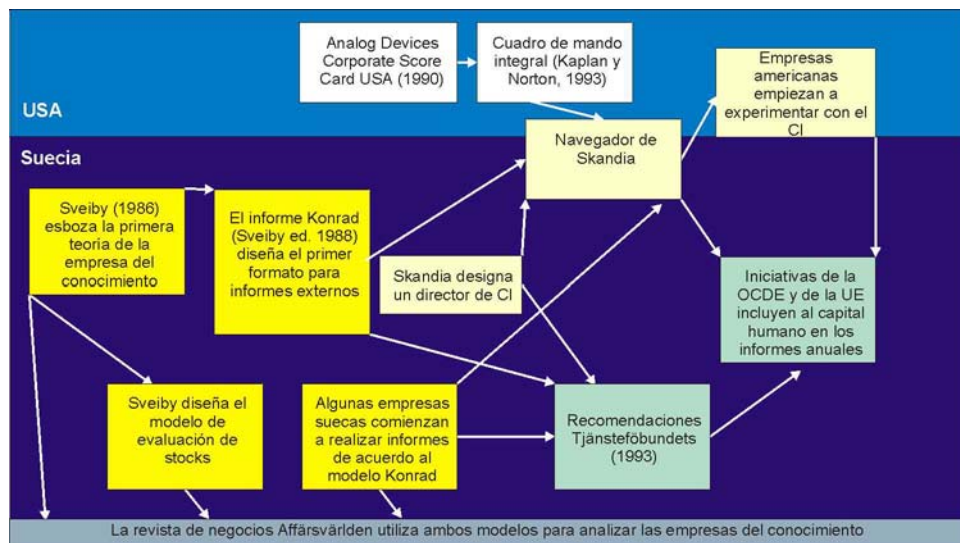 Analog Devices
Corporate Score
Card USA (1990)
Cuadro de mando
integral (Kaplan y
Norton, 1993)
Empresas
americanas
empiezan a
experimentar con el
CI
USA
Suecia
Navegador de
Skandia
Sveiby (1986)
esboza la primera
teoría de la
empresa del
conocimiento
El informe Konrad
(Sveiby ed. 1988)
diseña el primer
formato para
informes externos
Skandia designa
un director de CI
Iniciativas de la
OCDE y de la UE
incluyen al capital
humano en los
informes anuales
Sveiby diseña el
modelo de
evaluación de
stocks
Algunas empresas
suecas comienzan
a realizar informes
de acuerdo al
modelo Konrad
Recomendaciones
Tjänsteföbundets
(1993)
La revista de negocios Affärsvärlden utiliza ambos modelos para analizar las empresas del conocimiento